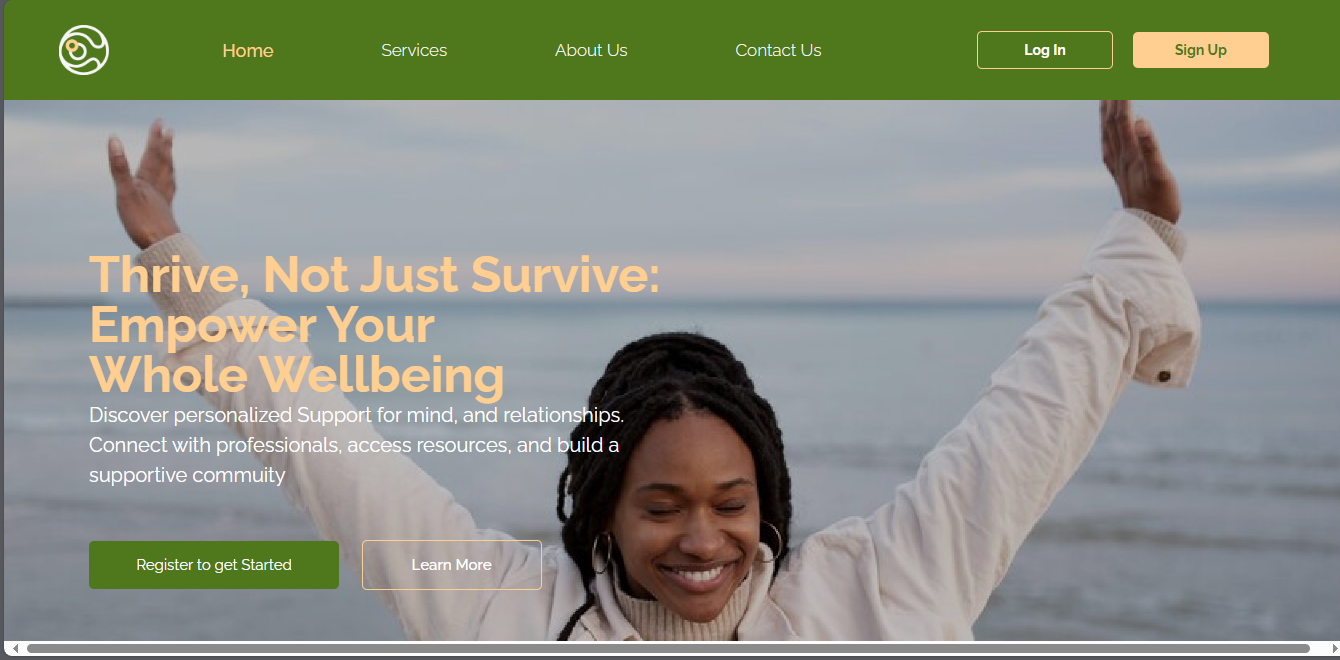 Home
Services
About Us
Contact Us
Log In
Sign Up
Thrive, Not Just Survive:
Empower Your
Whole Wellbeing
Discover personalized Support for mind, and relationships.
Connect with professionals, access resources, and build a
supportive commuity
Register to get Started
Learn More